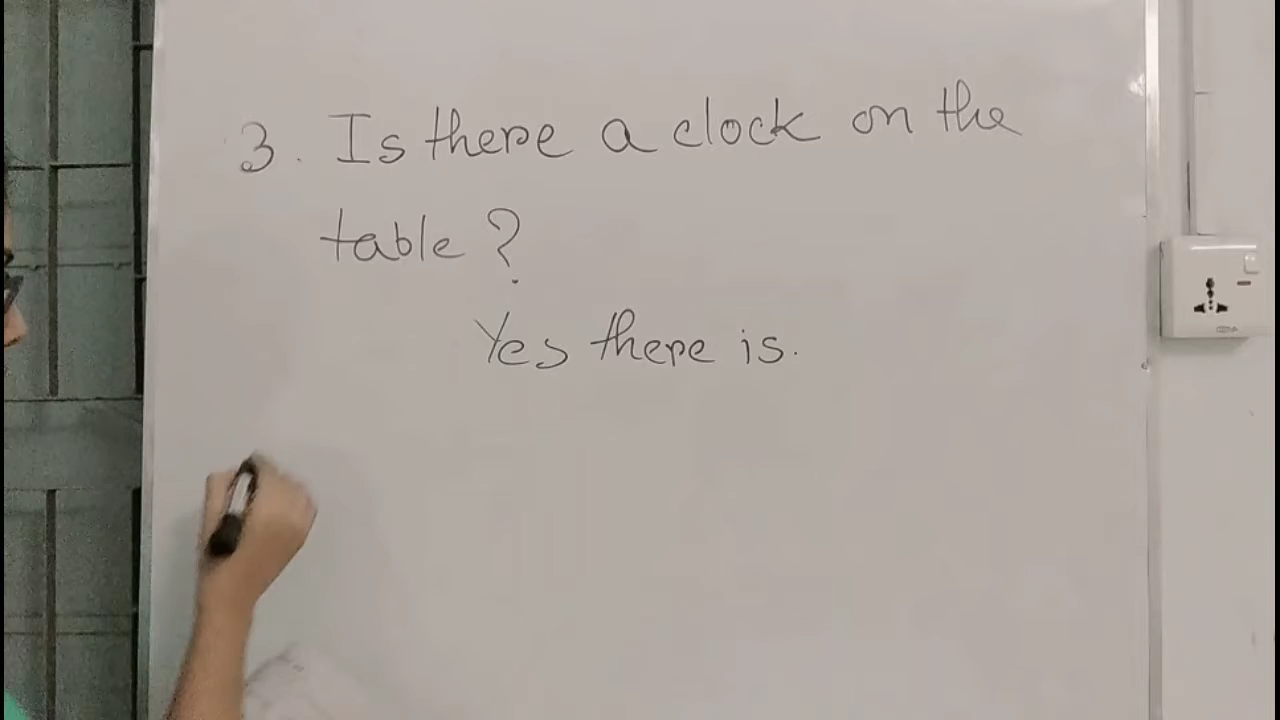 3. Is there a clock on the
table?
Yes there is.